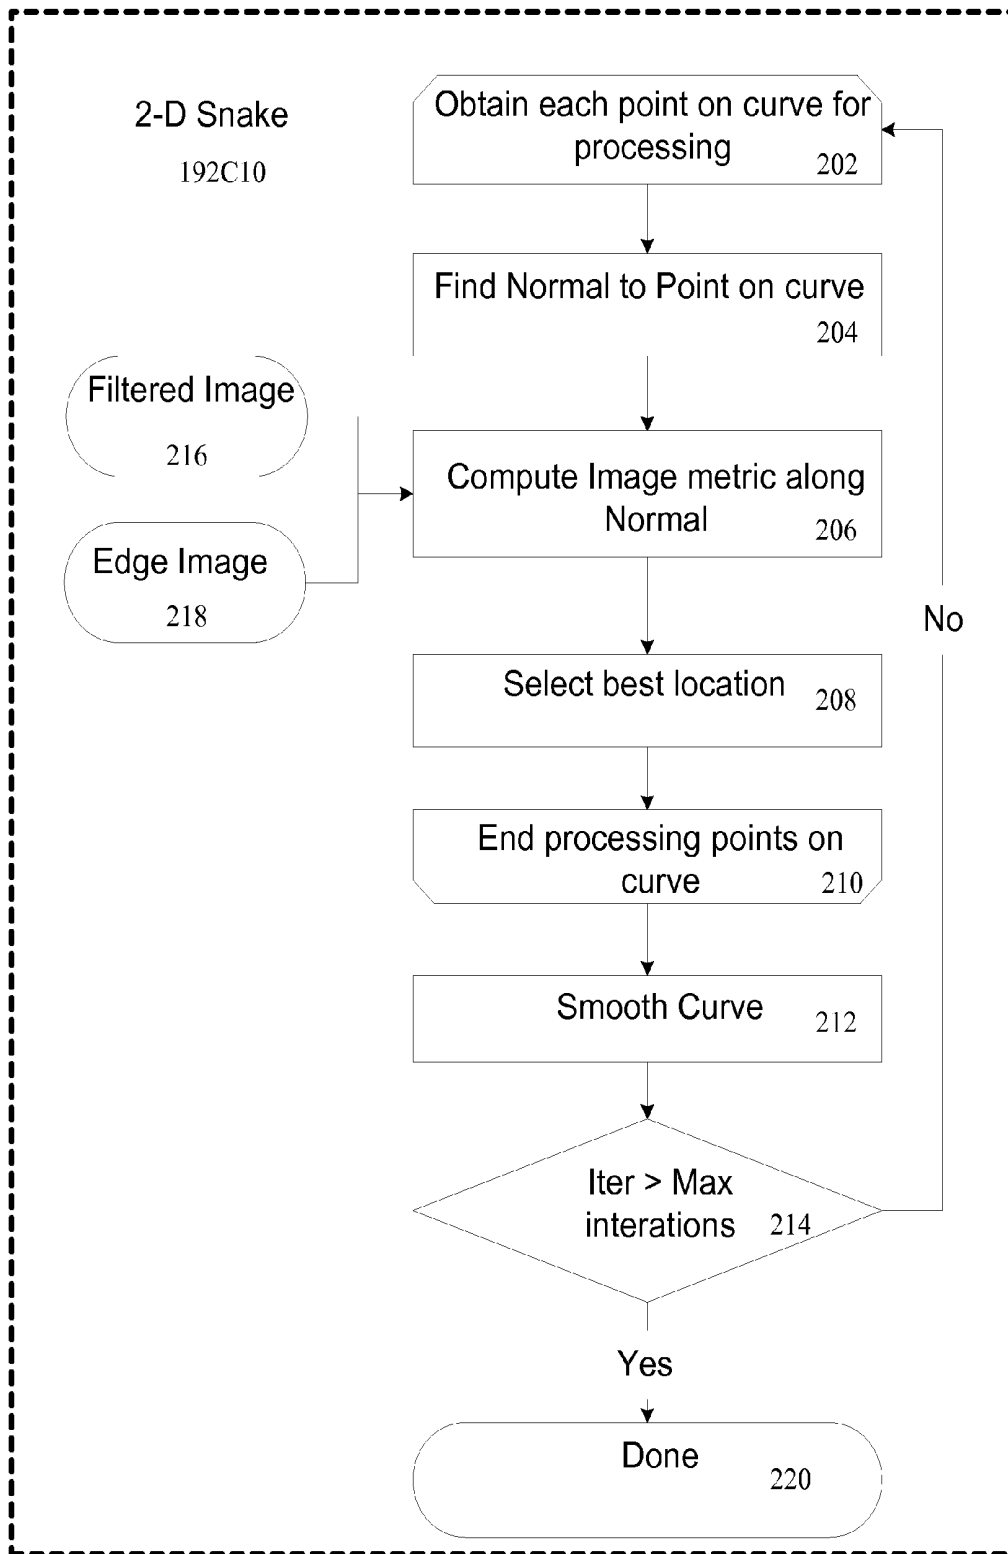 2-D Snake
192C10
Obtain each point on curve for
processing
202
Find Normal to Point on curve
204
Filtered Image
216
Compute Image metric along
Normal
206
Edge Image
218
No
Select best location
208
End processing points on
curve
210
Smooth Curve
212
Iter > Max
interations
214
Yes
Done
220